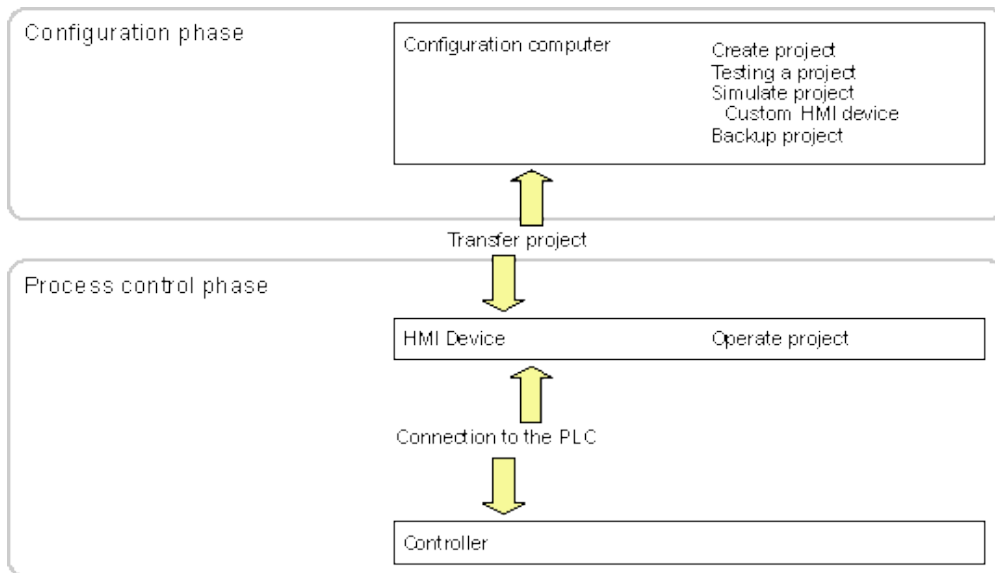 Configuration phase
Configuration computer
Create project
Testing a project
Simulate project
Custom HMI device
Backup project
Transfer project
Process control phase
HMI Device
Operate project
Connection to the PLC
Controller